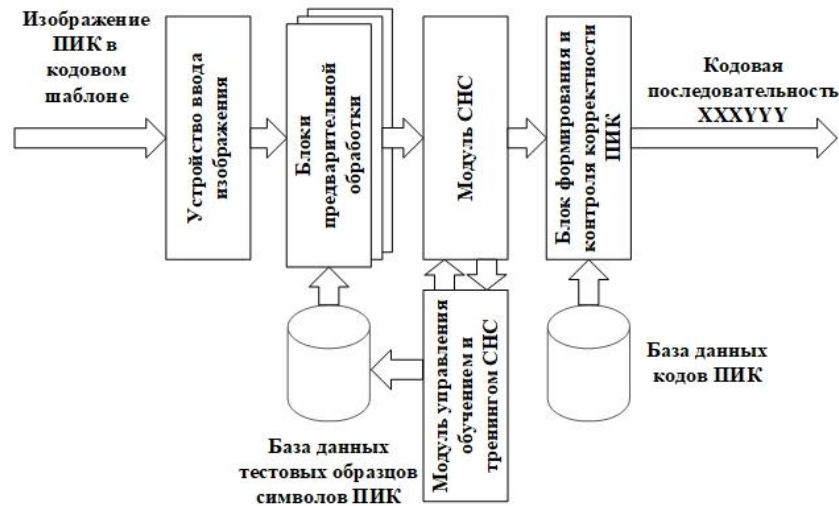 Изображение
ПИК в
кодовом
шаблоне
Устройство ввода
изображения
Блоки
предварительной
обработки
Модуль СНС
Блок формирования и
контроля корректности
ПИК
Кодовая
последовательность
XXXYYY
Модуль управления
обучением и
тренингом СНС
База данных
тестовых образцов
символов ПИК
База данных
кодов ПИК